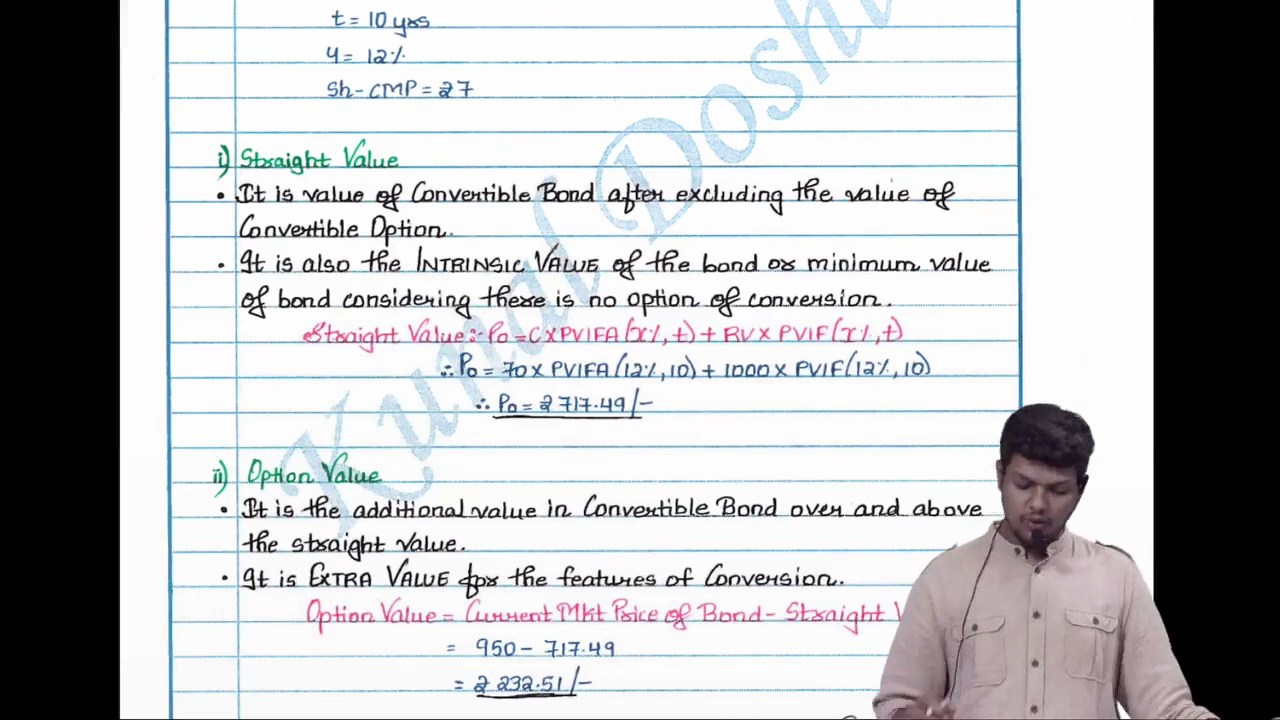 t = 10 yrs
y = 12%
Sh-CMP = ₹7
i) Straight Value
• It is value of Convertible Bond after excluding the value of
Convertible Option.
• It is also the INTRINSIC VALUE of the bond or minimum value
of bond considering there is no option of conversion.
Straight Value :- P0 = C X PVIFA (x%, t) + RV X PVIF (x%, t)
∴ P0 = 70 x PVIFA (12%, 10) + 1000 x PVIF (12%, 10)
∴ P0 = ₹ 717.49/-
ii) Option Value
• It is the additional value in Convertible Bond over and above
the straight value.
• It is EXTRA VALUE for the features of Conversion.
Option Value = Current Mkt Price of Bond - Straight V
= 950 - 717.49
= ₹ 232.51/-
Kunal Doshi